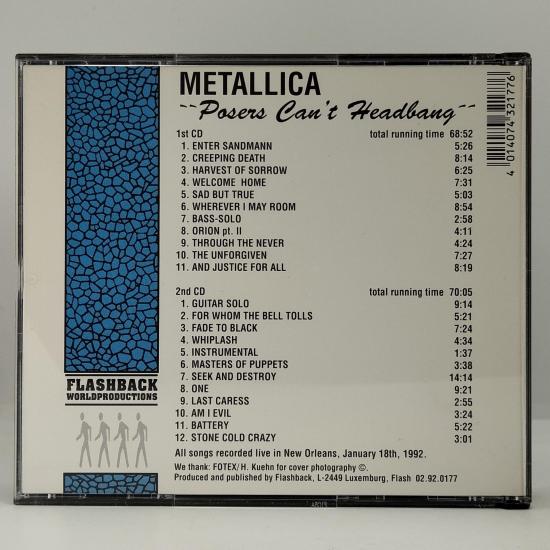 METALLICA
--Posers Can't Headbang--
1st CD total running time 68:52
1. ENTER SANDMANN 5:26
2. CREEPING DEATH 8:14
3. HARVEST OF SORROW 6:25
4. WELCOME HOME 7:31
5. SAD BUT TRUE 5:03
6. WHEREVER I MAY ROOM 8:54
7. BASS-SOLO 2:58
8. ORION pt. II 4:11
9. THROUGH THE NEVER 4:24
10. THE UNFORGIVEN 7:27
11. AND JUSTICE FOR ALL 8:19
2nd CD total running time 70:05
1. GUITAR SOLO 9:14
2. FOR WHOM THE BELL TOLLS 5:21
3. FADE TO BLACK 7:24
4. WHIPLASH 4:34
5. INSTRUMENTAL 1:37
6. MASTERS OF PUPPETS 3:38
7. SEEK AND DESTROY 14:14
8. ONE 9:21
9. LAST CARESS 2:55
10. AM I EVIL 3:24
11. BATTERY 5:22
12. STONE COLD CRAZY 3:01
All songs recorded live in New Orleans, January 18th, 1992.
We thank: FOTEX/ H. Kuehn for cover photography ©.
Produced and published by Flashback, L-2449 Luxemburg, Flash 02.92.0177
FLASHBACK
WORLDPRODUCTIONS
4 014074 321776